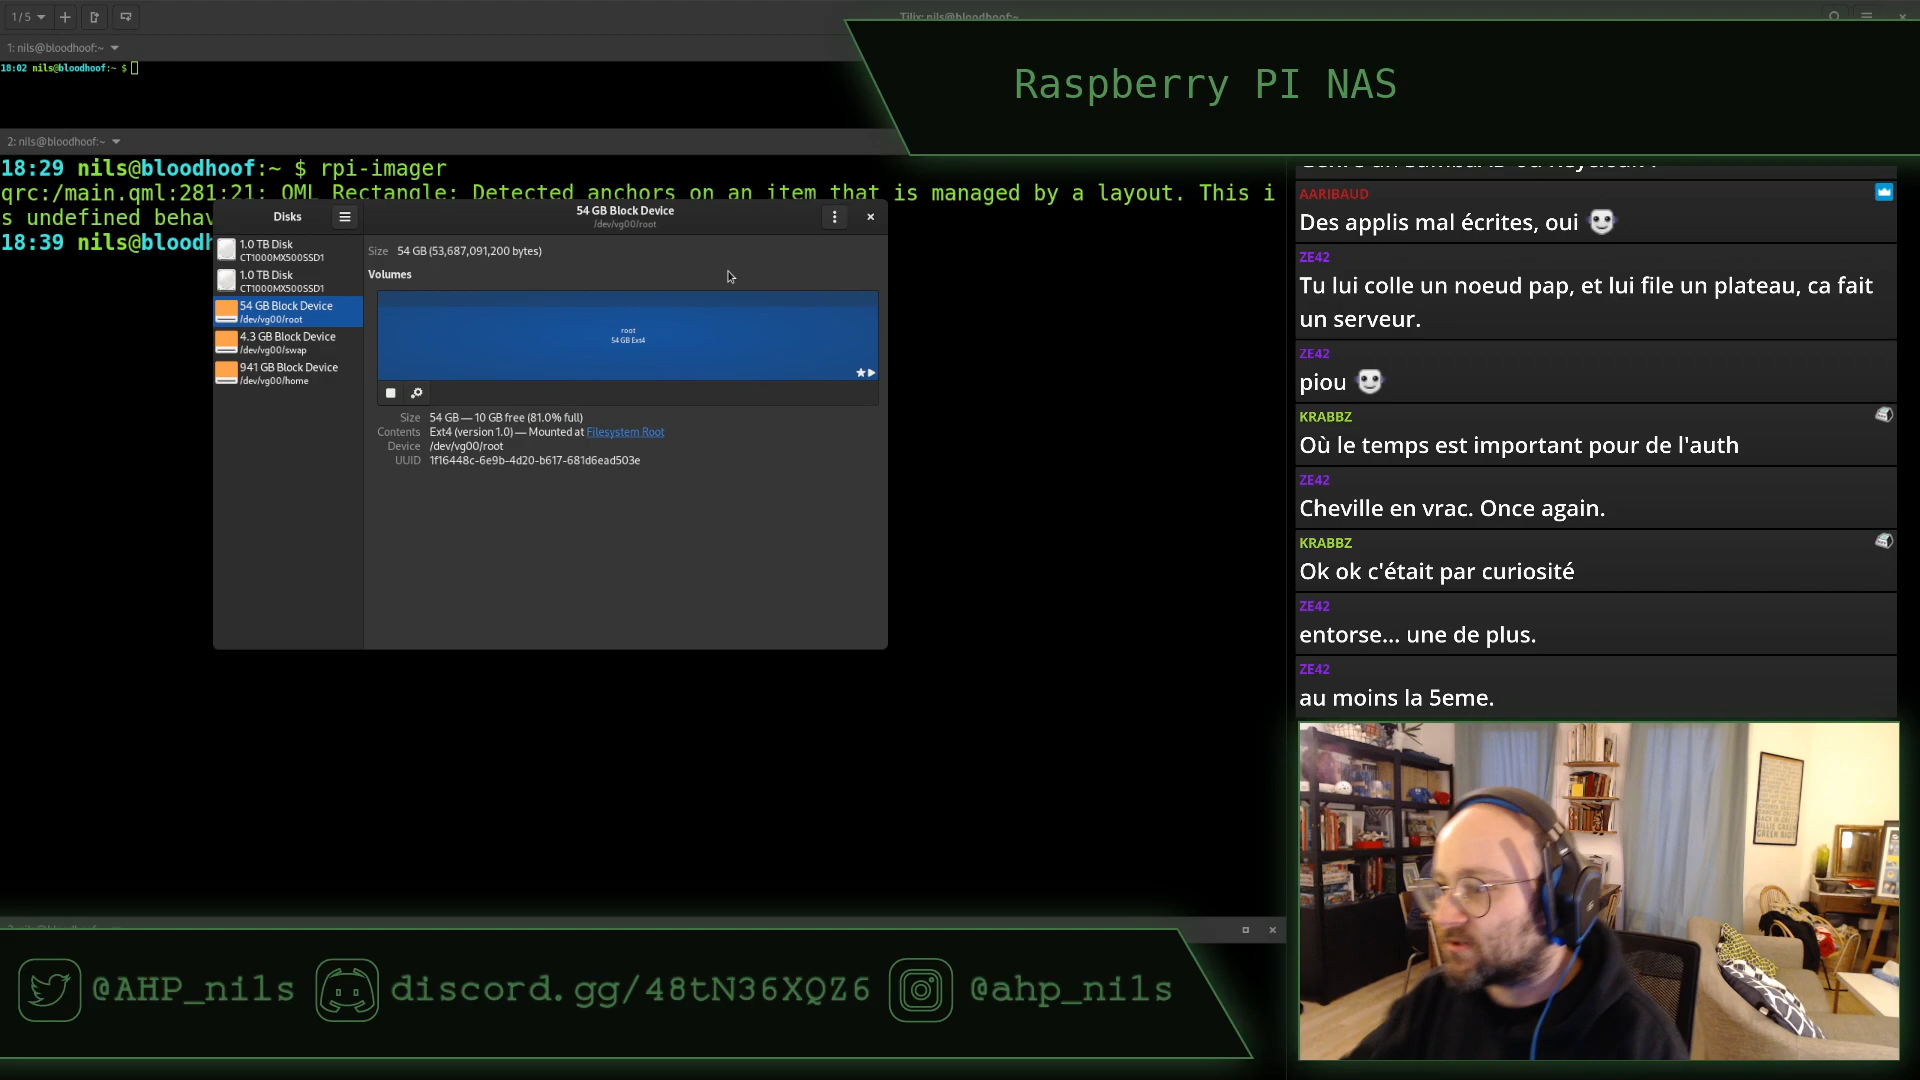 1/5
Tilix: nils@bloodhoof:~
1: nils@bloodhoof:~
18:02 nils@bloodhoof:~ $
Raspberry PI NAS
2: nils@bloodhoof:~
18:29 nils@bloodhoof:~ $ rpi-imager
qrc:/main.qml:281:21: QML Rectangle: Detected anchors on an item that is managed by a layout. This i
s undefined behav
18:39 nils@bloodh
Disks
54 GB Block Device
/dev/vg00/root
1.0 TB Disk
CT1000MX500SSD1
1.0 TB Disk
CT1000MX500SSD1
54 GB Block Device
/dev/vg00/root
4.3 GB Block Device
/dev/vg00/swap
941 GB Block Device
/dev/vg00/home
Size 54 GB (53,687,091,200 bytes)
Volumes
root
54 GB Ext4
Size 54 GB — 10 GB free (81.0% full)
Contents Ext4 (version 1.0) — Mounted at Filesystem Root
Device /dev/vg00/root
UUID 1f16448c-6e9b-4d20-b617-681d6ead503e
AARIBAUD
Des applis mal écrites, oui
ZE42
Tu lui colle un noeud pap, et lui file un plateau, ca fait
un serveur.
ZE42
piou
KRABBZ
Où le temps est important pour de l'auth
ZE42
Cheville en vrac. Once again.
KRABBZ
Ok ok c'était par curiosité
ZE42
entorse... une de plus.
ZE42
au moins la 5eme.
@AHP_nils
discord.gg/48tN36XQZ6
@ahp_nils